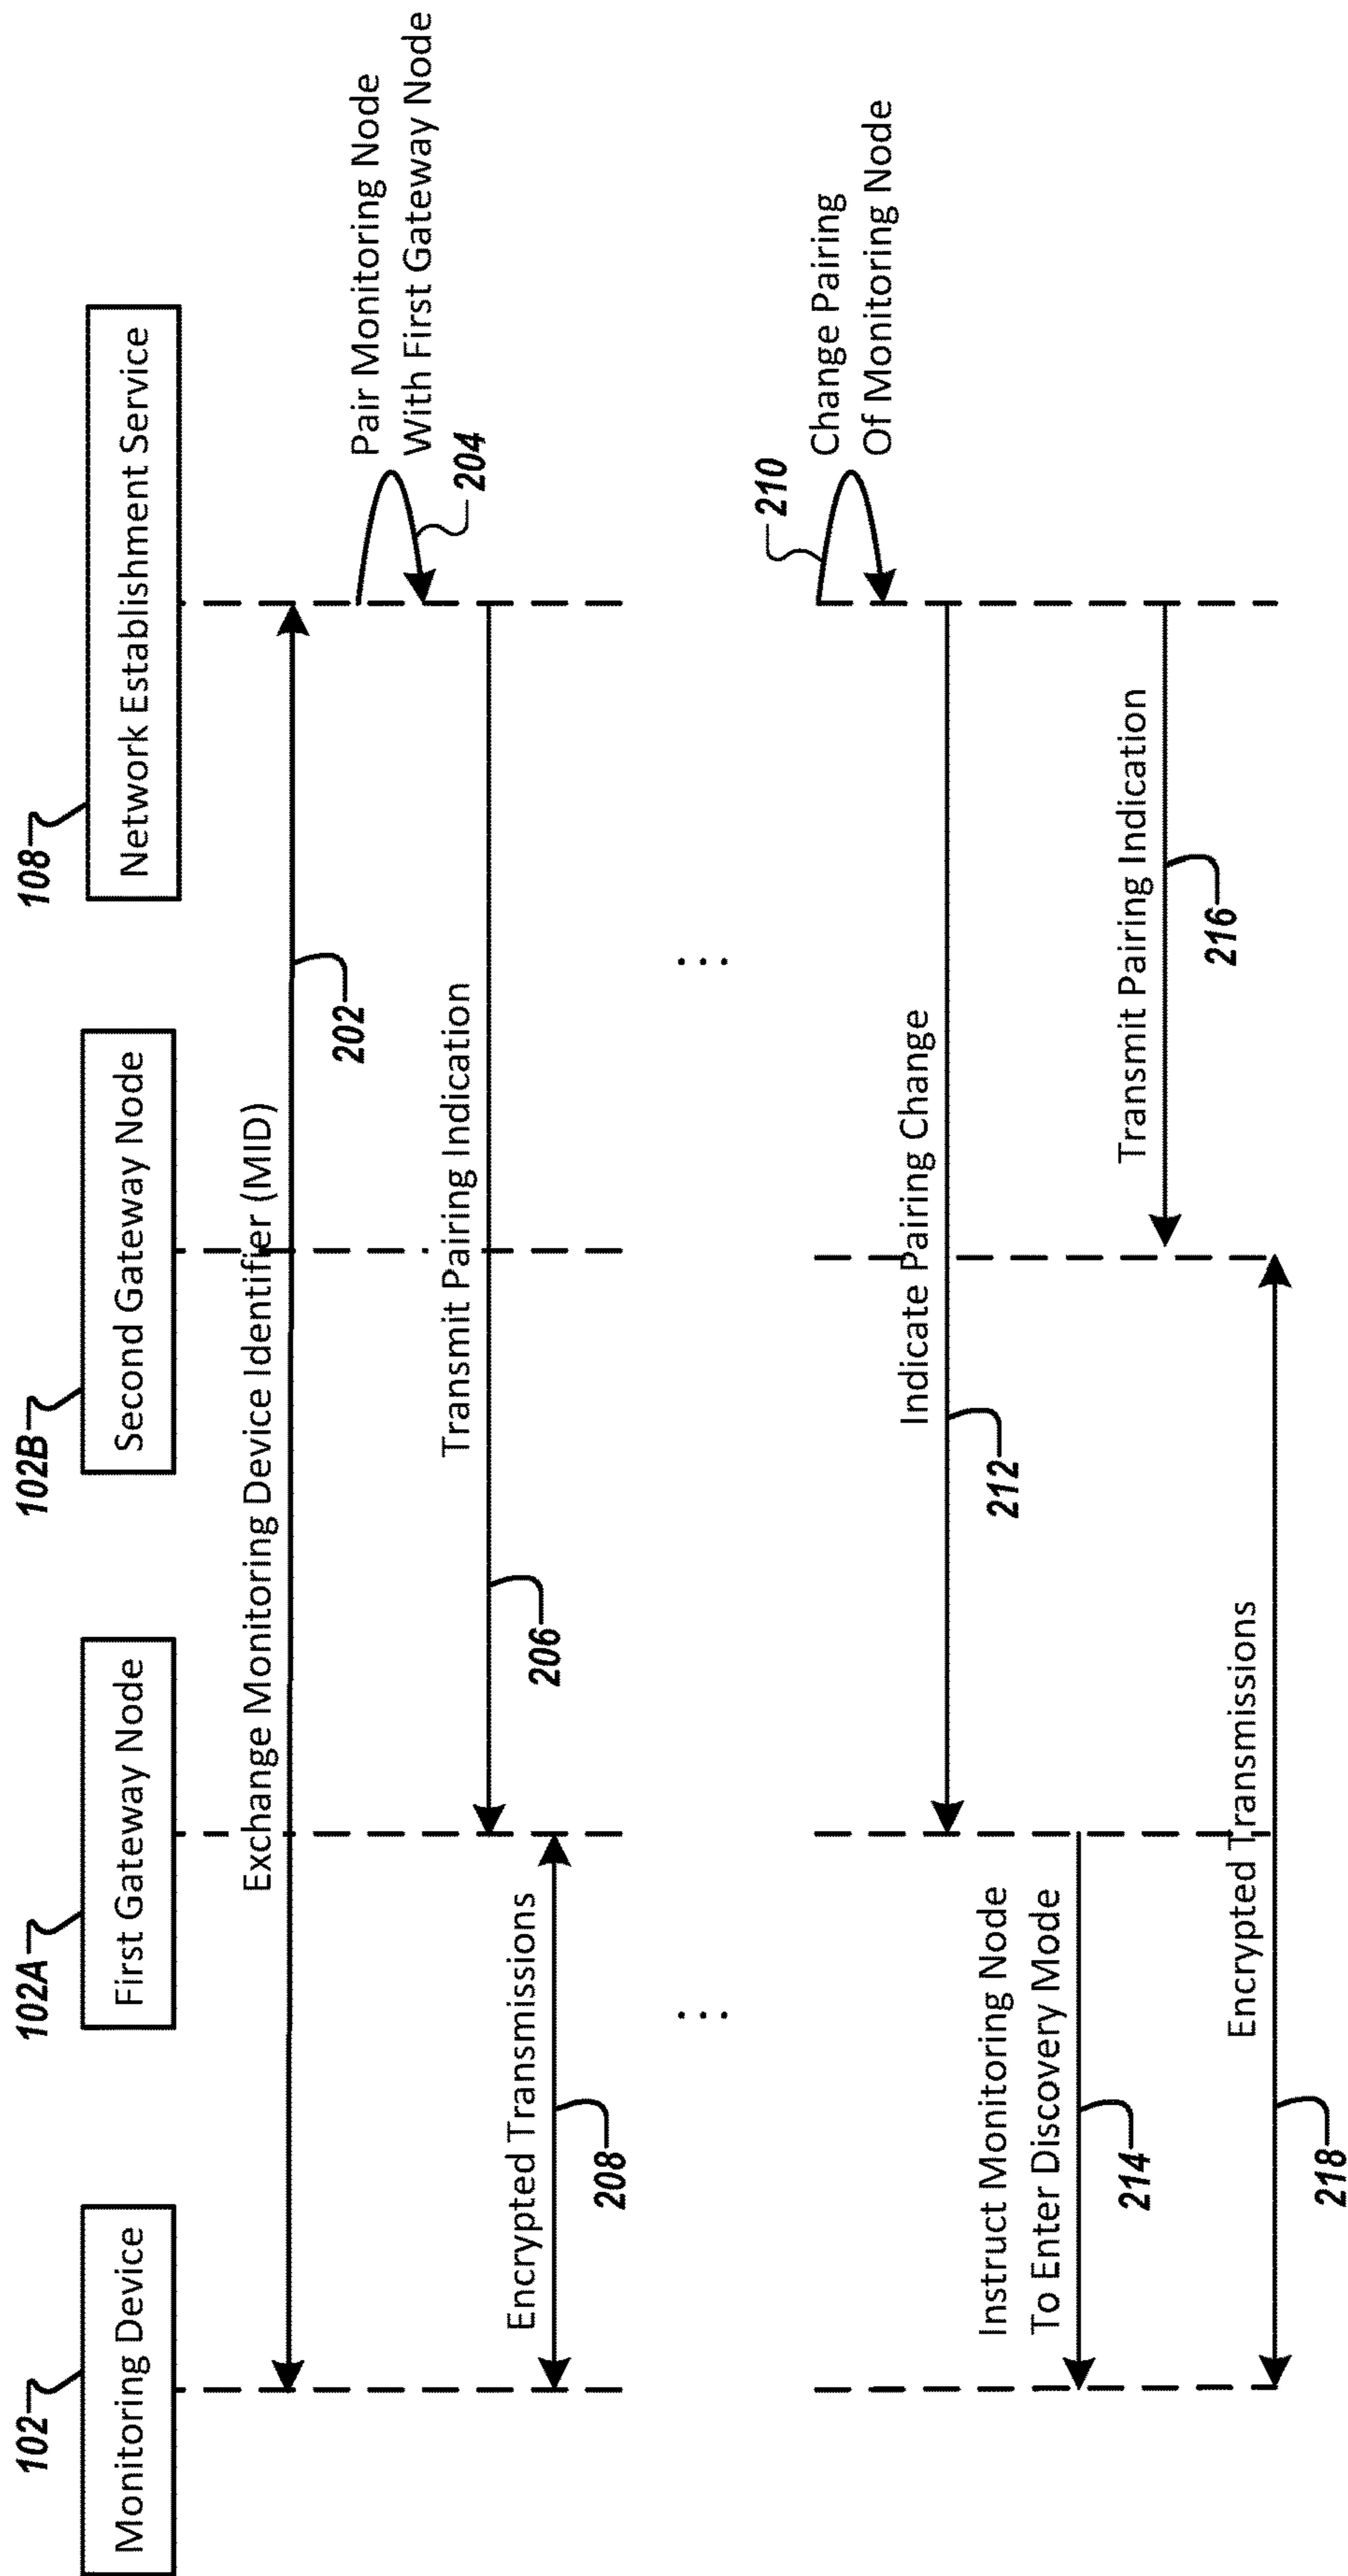 102
102A
102B
108
Monitoring Device
First Gateway Node
Second Gateway Node
Network Establishment Service
Exchange Monitoring Device Identifier (MID)
202
Pair Monitoring Node
With First Gateway Node
204
Transmit Pairing Indication
206
Encrypted Transmissions
208
...
...
210
Change Pairing
Of Monitoring Node
Indicate Pairing Change
212
Instruct Monitoring Node
To Enter Discovery Mode
214
Transmit Pairing Indication
216
Encrypted Transmissions
218